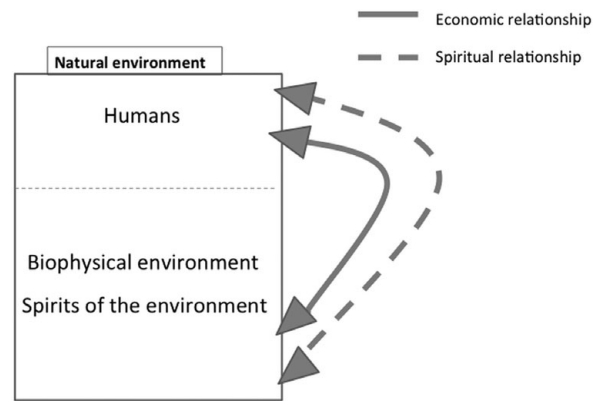 Economic relationship
Spiritual relationship
Natural environment
Humans
Biophysical environment
Spirits of the environment